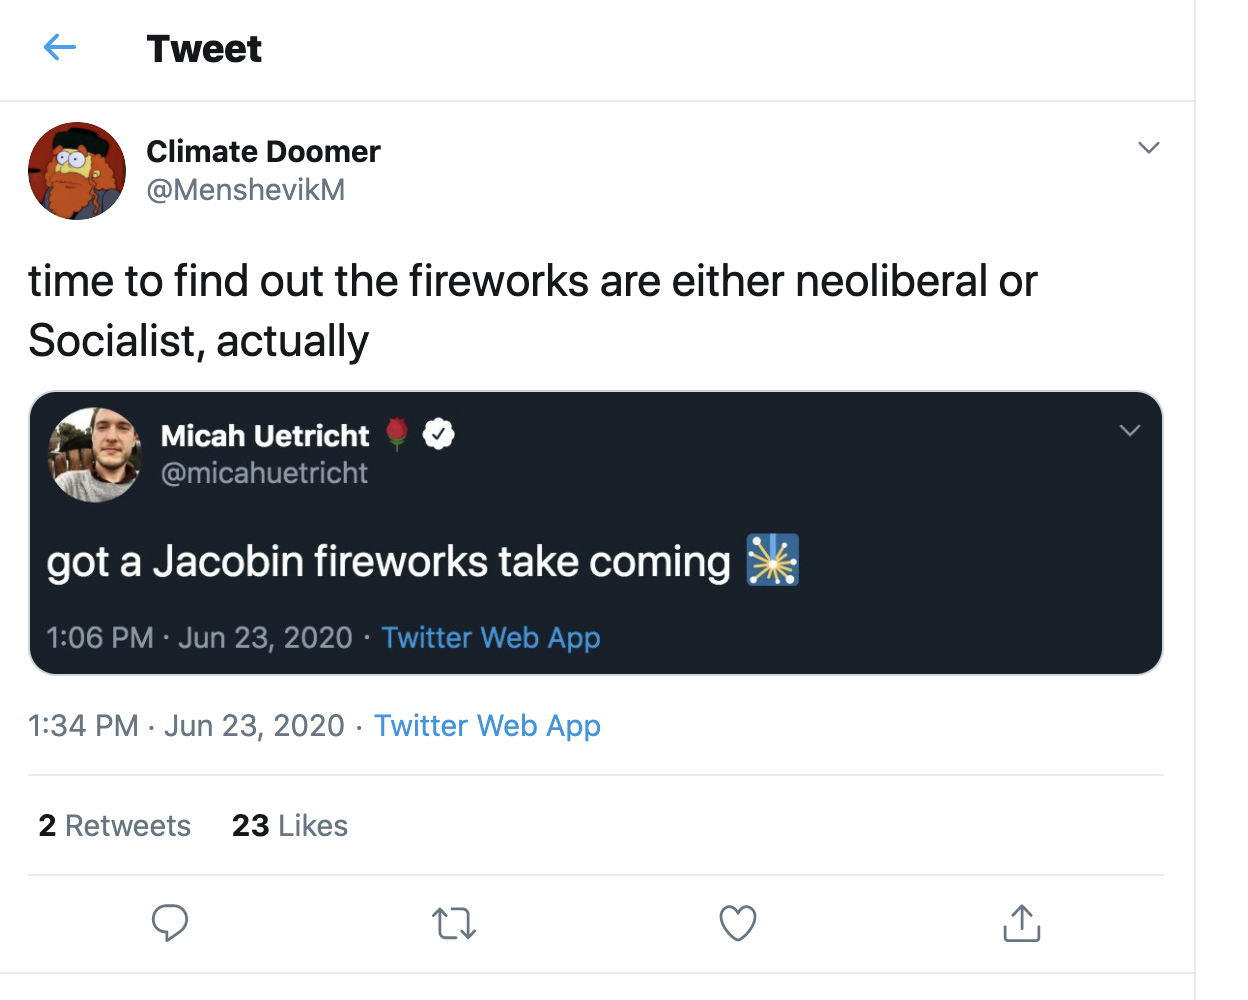 Tweet
Climate Doomer
@MenshevikM
time to find out the fireworks are either neoliberal or
Socialist, actually
Micah Uetricht
@micahuetricht
got a Jacobin fireworks take coming
1:06 PM · Jun 23, 2020 · Twitter Web App
1:34 PM · Jun 23, 2020 · Twitter Web App
2 Retweets 23 Likes